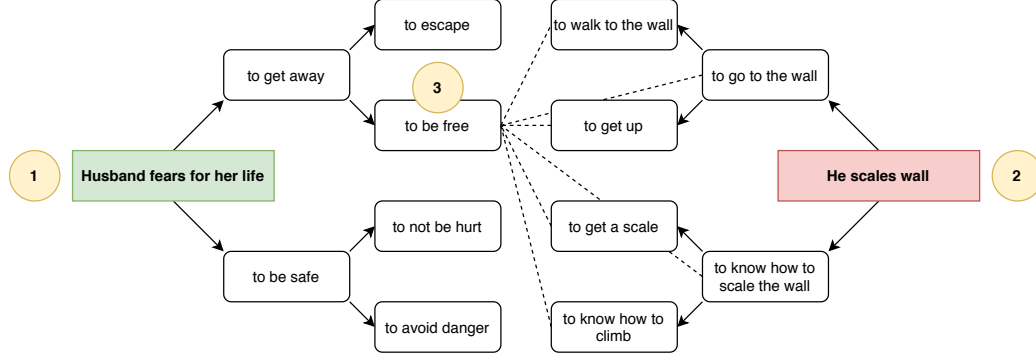 to escape
to walk to the wall
to get away
to go to the wall
3
to be free
to get up
1
Husband fears for her life
He scales wall
2
to not be hurt
to get a scale
to be safe
to know how to
scale the wall
to avoid danger
to know how to
climb